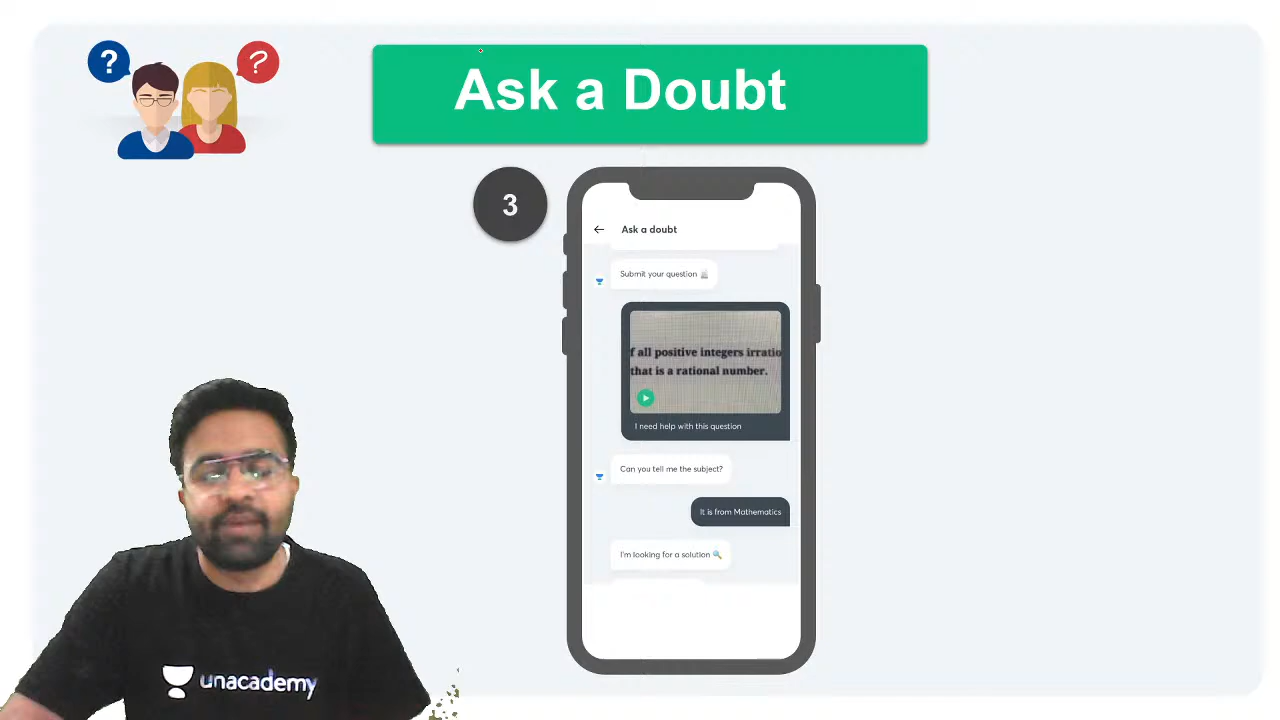 ?
?
Ask a Doubt
3
Ask a doubt
Submit your question
f all positive integers irratio
that is a rational number.
I need help with this question
Can you tell me the subject?
It is from Mathematics
I'm looking for a solution
unacademy